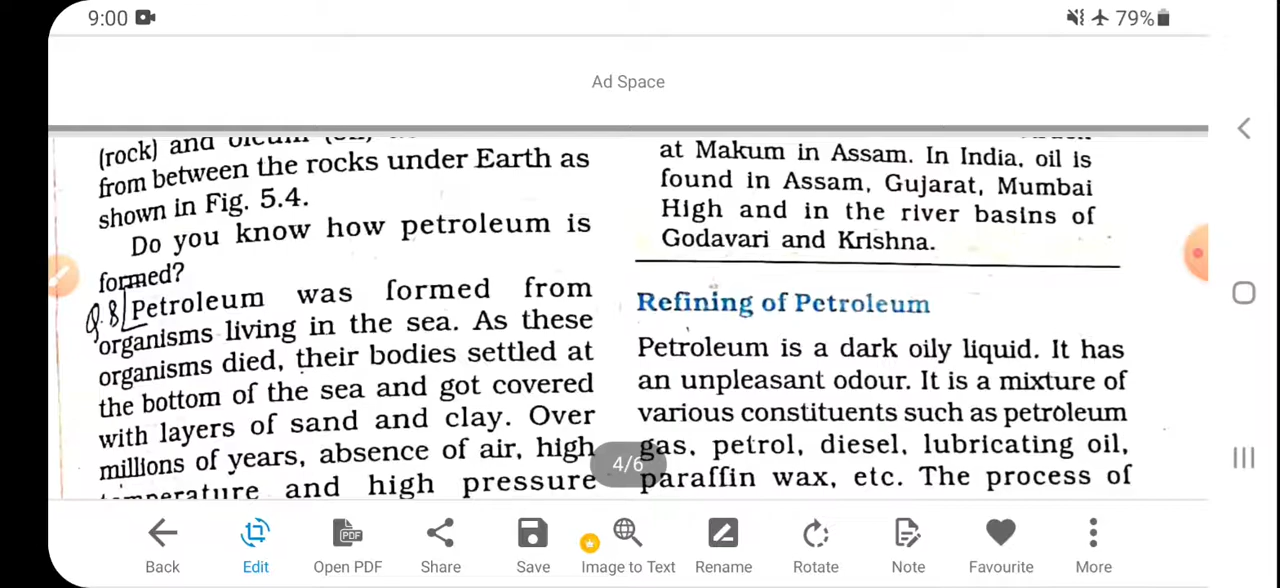 9:00
79%
Ad Space
(rock) and oleum (oil)
from between the rocks under Earth as
shown in Fig. 5.4.
Do you know how petroleum is
formed?
Q.8 Petroleum was formed from
organisms living in the sea. As these
organisms died, their bodies settled at
the bottom of the sea and got covered
with layers of sand and clay. Over
millions of years, absence of air, high
temperature and high pressure
at Makum in Assam. In India, oil is
found in Assam, Gujarat, Mumbai
High and in the river basins of
Godavari and Krishna.
Refining of Petroleum
Petroleum is a dark oily liquid. It has
an unpleasant odour. It is a mixture of
various constituents such as petroleum
gas, petrol, diesel, lubricating oil,
paraffin wax, etc. The process of
4/6
PDF
Back
Edit
Open PDF
Share
Save
Image to Text
Rename
Rotate
Note
Favourite
More